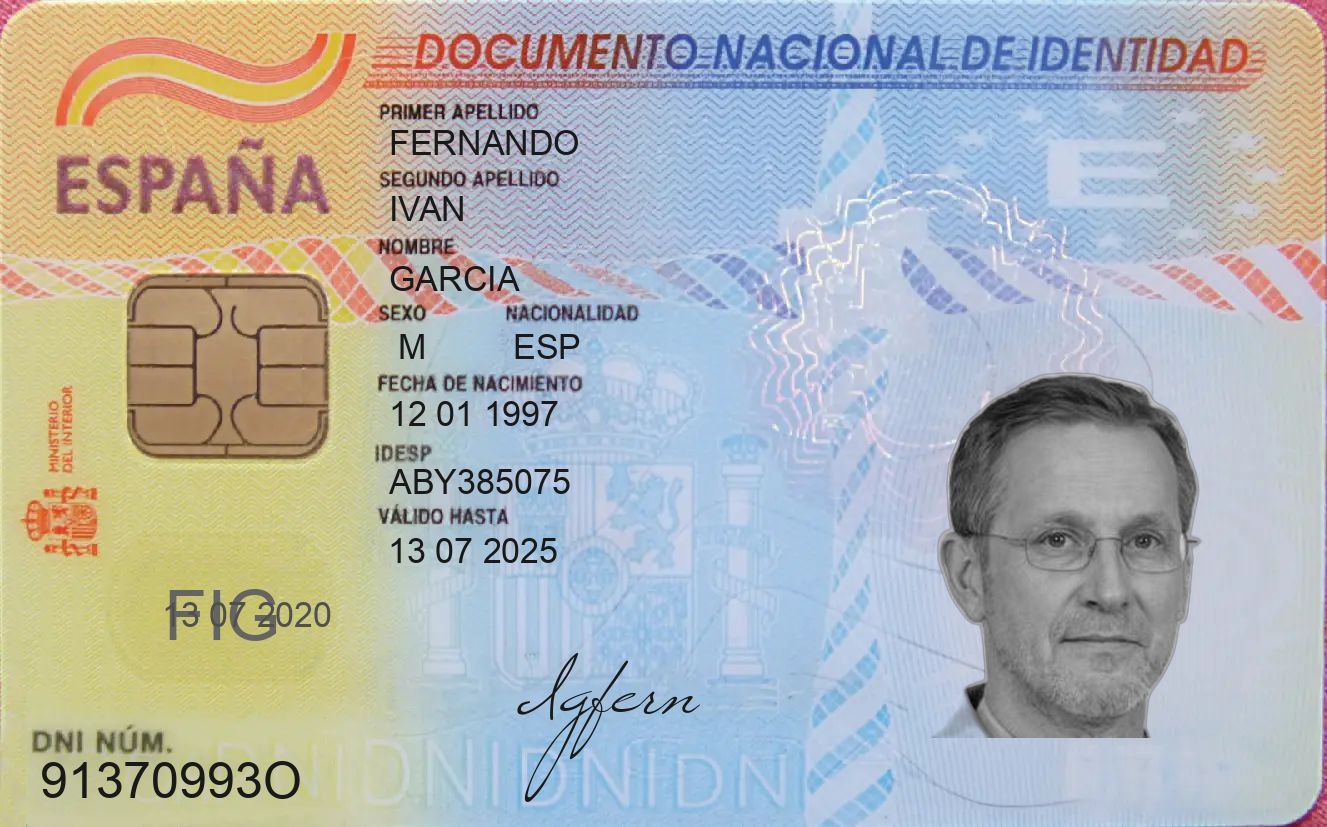 DOCUMENTO NACIONAL DE IDENTIDAD
ESPAÑA
PRIMER APELLIDO
FERNANDO
SEGUNDO APELLIDO
IVAN
NOMBRE
GARCIA
SEXO NACIONALIDAD
M ESP
FECHA DE NACIMIENTO
12 01 1997
IDESP
ABY385075
VÁLIDO HASTA
13 07 2025
MINISTERIO
DEL INTERIOR
E
FIG
13 07 2020
lgfern
DNI NÚM.
91370993O
DNIDNIDNIDNI